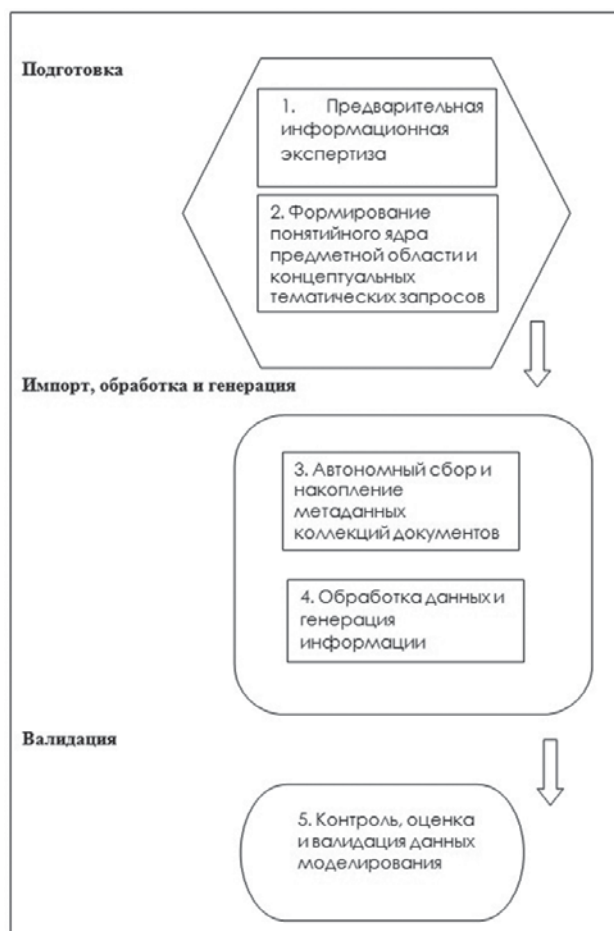 Подготовка
1. Предварительная
информационная
экспертиза
2. Формирование
понятийного ядра
предметной области и
концептуальных
тематических запросов
Импорт, обработка и генерация
3. Автономный сбор и
накопление
метаданных
коллекций документов
4. Обработка данных и
генерация
информации
Валидация
5. Контроль, оценка
и валидация данных
моделирования